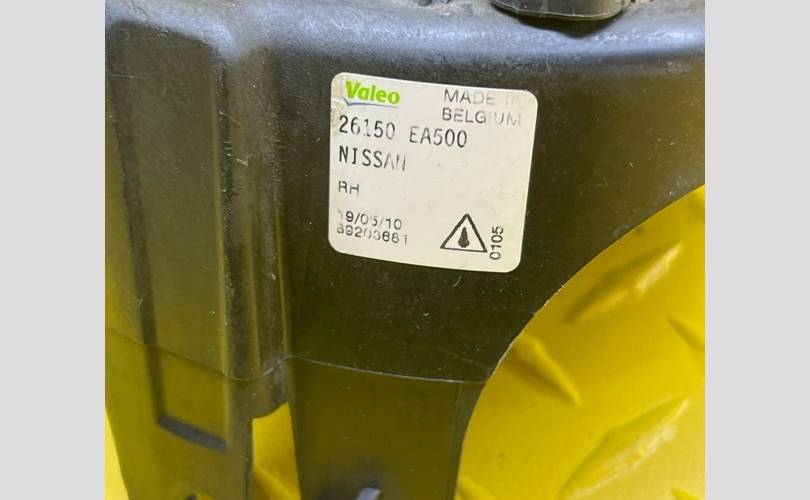 Valeo MADE IN
BELGIUM
26150 EA500
NISSAN
RH
19/05/10
89203681
0105